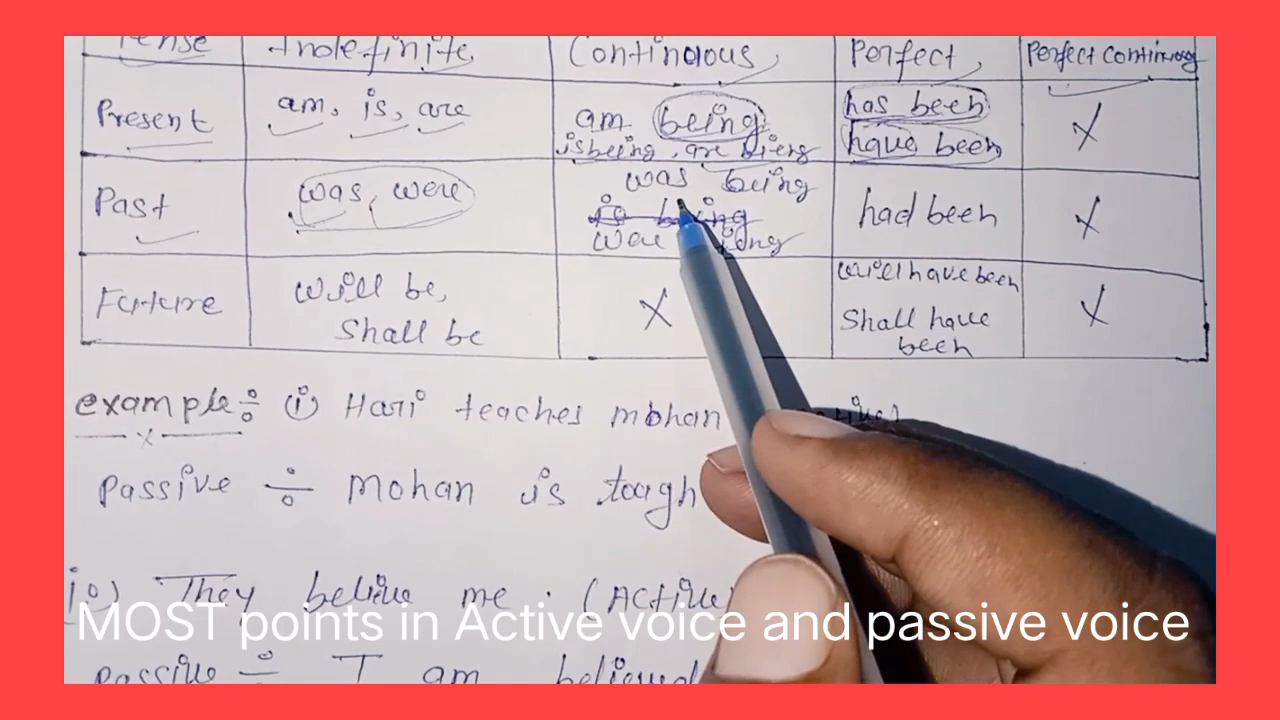 Tense Indefinite, Continuous, Perfect, Perfect Continuous
Present am, is, are am being has been
is being, are bieng have been
Past was, were was being had been
is being
were
Future will be, will have been
Shall be Shall have
been
example÷ (i) Hari teaches mohan
Passive ÷ Mohan is
They believe me. (Active)
MOST points in Active voice and passive voice
Passive ÷ I am believed